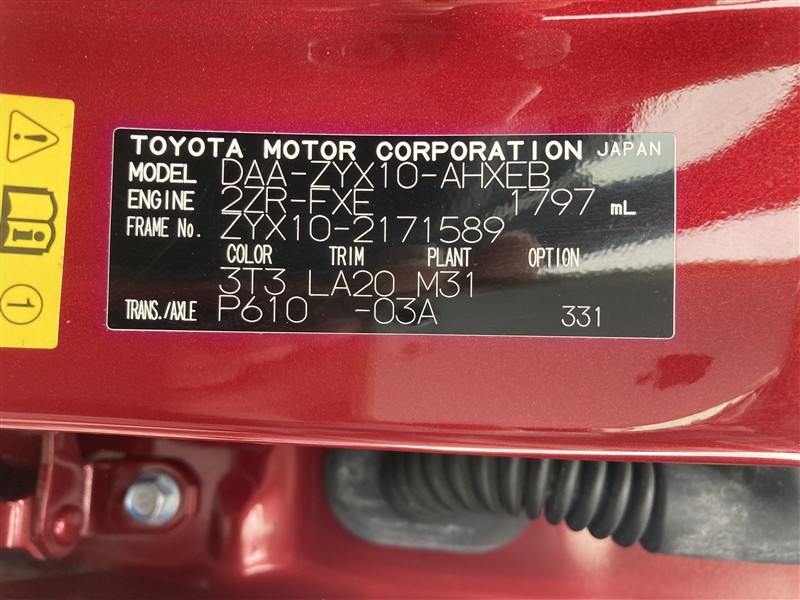 TOYOTA MOTOR CORPORATION JAPAN
MODEL DAA-ZYX10-AHXEB
ENGINE 2ZR-FXE 1797 mL
FRAME No. ZYX10-2171589
COLOR TRIM PLANT OPTION
3T3 LA20 M31
TRANS./AXLE P610 -03A 331
1